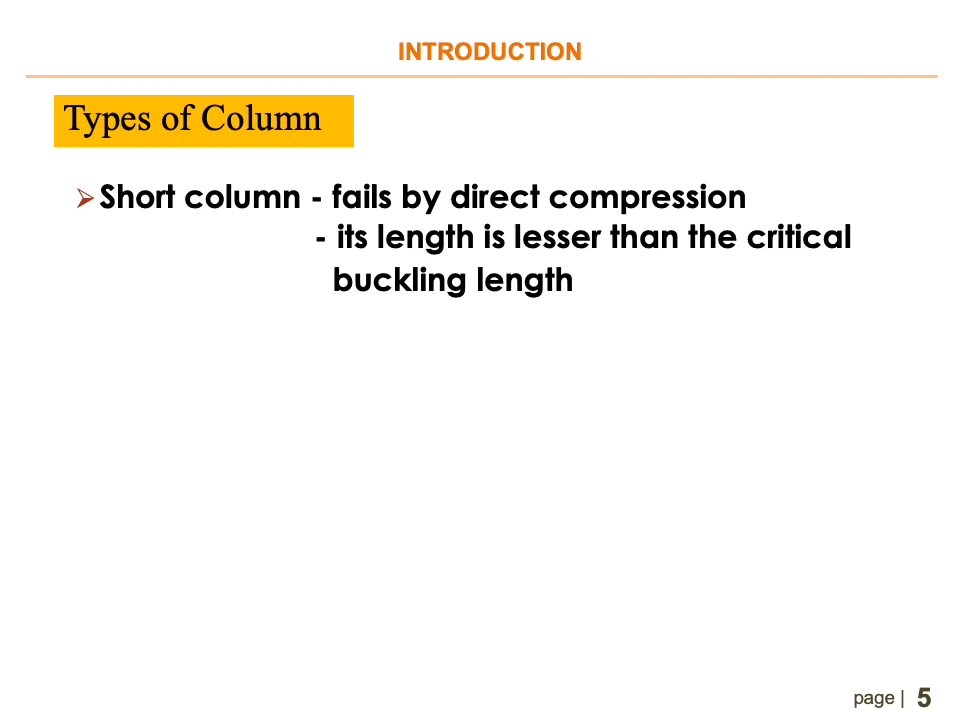 INTRODUCTION
Types of Column
➢Short column - fails by direct compression
- its length is lesser than the critical
buckling length
page | 5